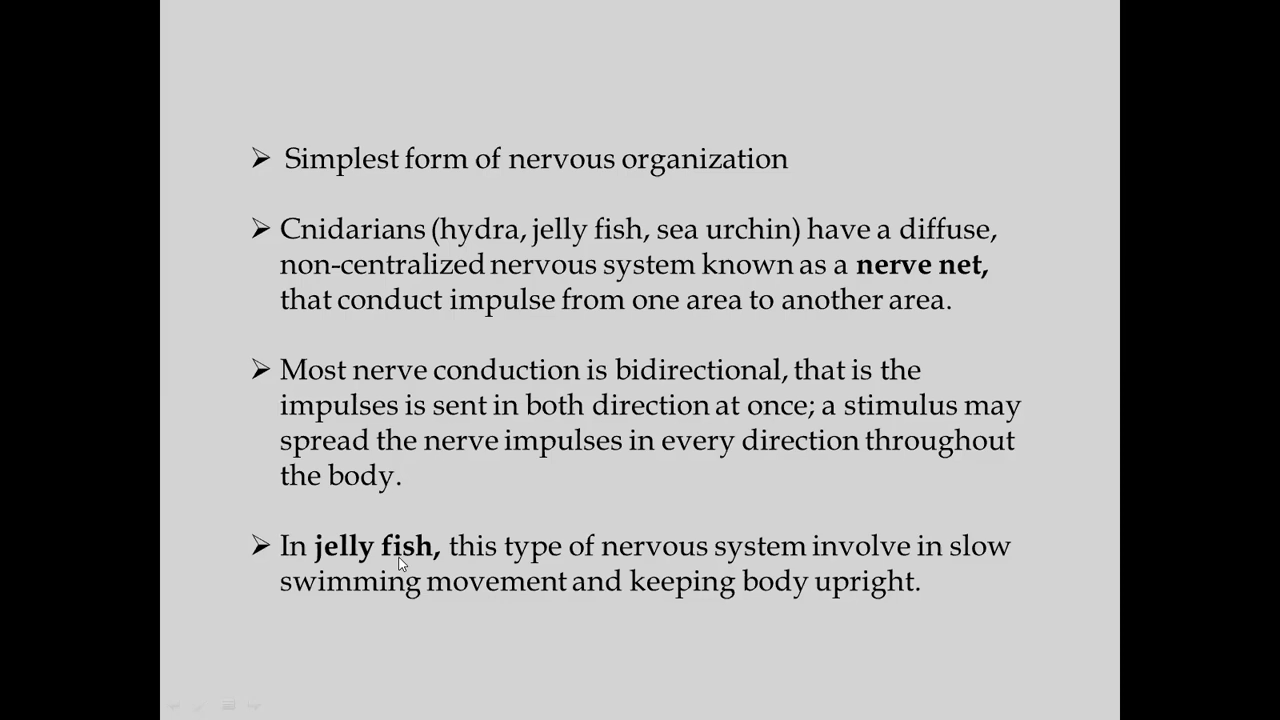 ➢ Simplest form of nervous organization
➢ Cnidarians (hydra, jelly fish, sea urchin) have a diffuse,
non-centralized nervous system known as a nerve net,
that conduct impulse from one area to another area.
➢ Most nerve conduction is bidirectional, that is the
impulses is sent in both direction at once; a stimulus may
spread the nerve impulses in every direction throughout
the body.
➢ In jelly fish, this type of nervous system involve in slow
swimming movement and keeping body upright.